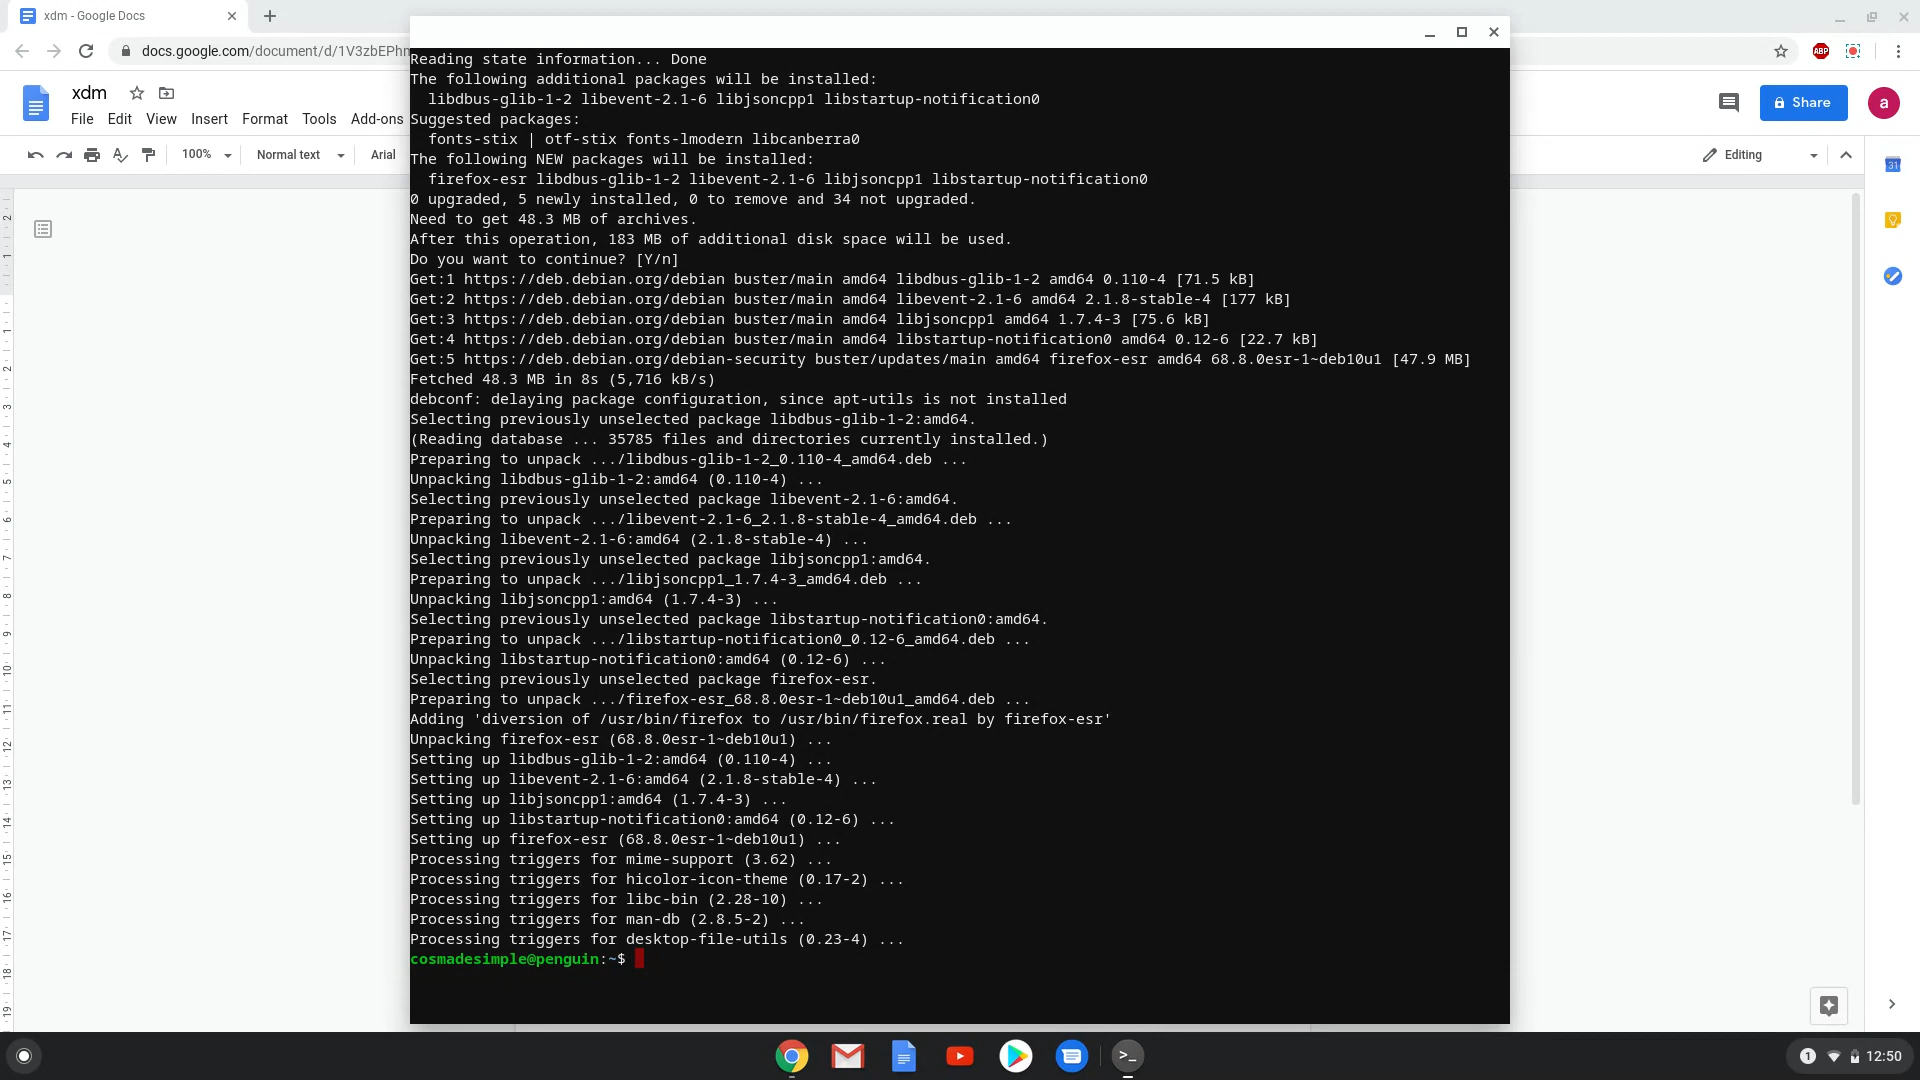 xdm - Google Docs
docs.google.com/document/d/1V3zbEPhn
ABP
xdm
Share
a
File Edit View Insert Format Tools Add-ons
100% Normal text Arial
Editing
31
2
1
1
2
3
4
5
6
7
8
9
10
11
12
13
14
15
16
17
18
19
Reading state information... Done
The following additional packages will be installed:
libdbus-glib-1-2 libevent-2.1-6 libjsoncpp1 libstartup-notification0
Suggested packages:
fonts-stix | otf-stix fonts-lmodern libcanberra0
The following NEW packages will be installed:
firefox-esr libdbus-glib-1-2 libevent-2.1-6 libjsoncpp1 libstartup-notification0
0 upgraded, 5 newly installed, 0 to remove and 34 not upgraded.
Need to get 48.3 MB of archives.
After this operation, 183 MB of additional disk space will be used.
Do you want to continue? [Y/n]
Get:1 https://deb.debian.org/debian buster/main amd64 libdbus-glib-1-2 amd64 0.110-4 [71.5 kB]
Get:2 https://deb.debian.org/debian buster/main amd64 libevent-2.1-6 amd64 2.1.8-stable-4 [177 kB]
Get:3 https://deb.debian.org/debian buster/main amd64 libjsoncpp1 amd64 1.7.4-3 [75.6 kB]
Get:4 https://deb.debian.org/debian buster/main amd64 libstartup-notification0 amd64 0.12-6 [22.7 kB]
Get:5 https://deb.debian.org/debian-security buster/updates/main amd64 firefox-esr amd64 68.8.0esr-1~deb10u1 [47.9 MB]
Fetched 48.3 MB in 8s (5,716 kB/s)
debconf: delaying package configuration, since apt-utils is not installed
Selecting previously unselected package libdbus-glib-1-2:amd64.
(Reading database ... 35785 files and directories currently installed.)
Preparing to unpack .../libdbus-glib-1-2_0.110-4_amd64.deb ...
Unpacking libdbus-glib-1-2:amd64 (0.110-4) ...
Selecting previously unselected package libevent-2.1-6:amd64.
Preparing to unpack .../libevent-2.1-6_2.1.8-stable-4_amd64.deb ...
Unpacking libevent-2.1-6:amd64 (2.1.8-stable-4) ...
Selecting previously unselected package libjsoncpp1:amd64.
Preparing to unpack .../libjsoncpp1_1.7.4-3_amd64.deb ...
Unpacking libjsoncpp1:amd64 (1.7.4-3) ...
Selecting previously unselected package libstartup-notification0:amd64.
Preparing to unpack .../libstartup-notification0_0.12-6_amd64.deb ...
Unpacking libstartup-notification0:amd64 (0.12-6) ...
Selecting previously unselected package firefox-esr.
Preparing to unpack .../firefox-esr_68.8.0esr-1~deb10u1_amd64.deb ...
Adding 'diversion of /usr/bin/firefox to /usr/bin/firefox.real by firefox-esr'
Unpacking firefox-esr (68.8.0esr-1~deb10u1) ...
Setting up libdbus-glib-1-2:amd64 (0.110-4) ...
Setting up libevent-2.1-6:amd64 (2.1.8-stable-4) ...
Setting up libjsoncpp1:amd64 (1.7.4-3) ...
Setting up libstartup-notification0:amd64 (0.12-6) ...
Setting up firefox-esr (68.8.0esr-1~deb10u1) ...
Processing triggers for mime-support (3.62) ...
Processing triggers for hicolor-icon-theme (0.17-2) ...
Processing triggers for libc-bin (2.28-10) ...
Processing triggers for man-db (2.8.5-2) ...
Processing triggers for desktop-file-utils (0.23-4) ...
cosmadesimple@penguin:~$
>_
1 12:50